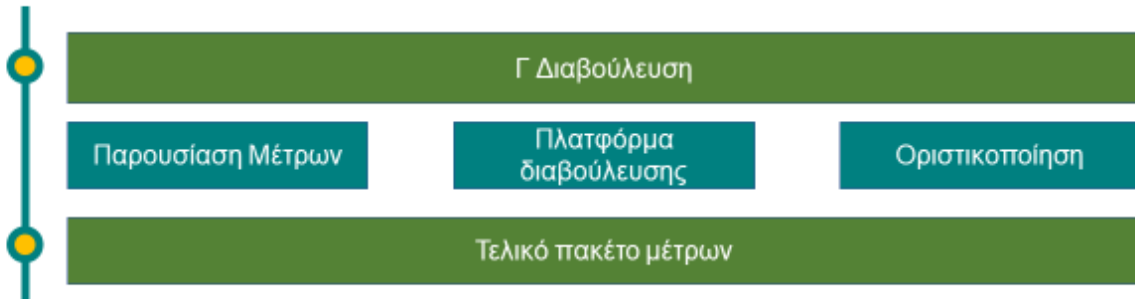 Γ Διαβούλευση
Παρουσίαση Μέτρων
Πλατφόρμα
διαβούλευσης
Οριστικοποίηση
Τελικό πακέτο μέτρων